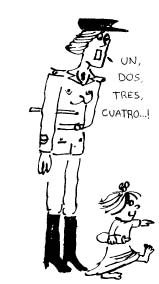 UN,
DOS,
TRES,
CUATRO...!